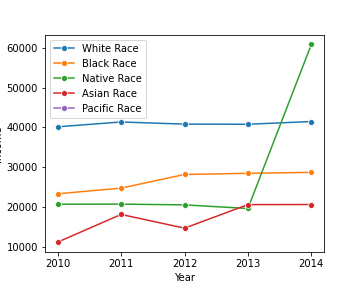 60000
50000
40000
30000
20000
10000
White Race
Black Race
Native Race
Asian Race
Pacific Race
2010 2011 2012 2013 2014
Year